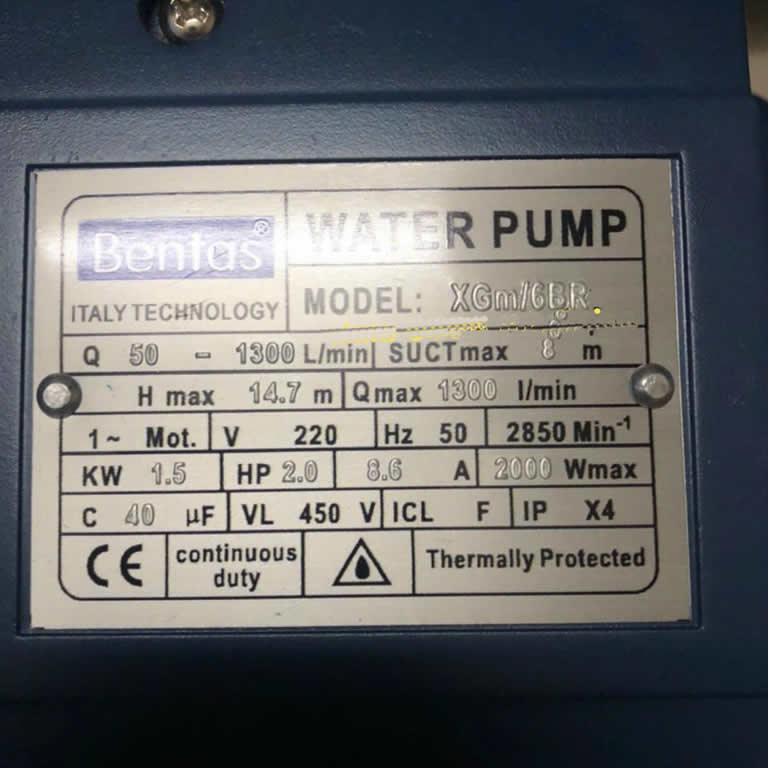 Bentas®
WATER PUMP
ITALY TECHNOLOGY
MODEL: XGm/6BR
Q 50 - 1300 L/min SUCTmax 8 m
H max 14.7 m Qmax 1300 l/min
1~ Mot. V 220 Hz 50 2850 Min-1
KW 1.5 HP 2.0 8.6 A 2000 Wmax
C 40 µF VL 450 V ICL F IP X4
CE continuous duty Thermally Protected